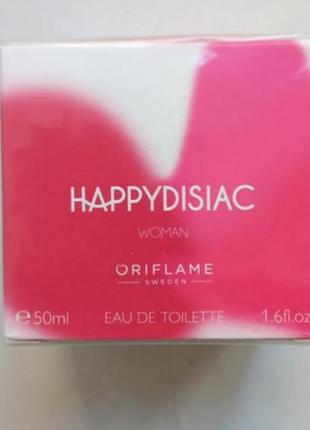 HAPPYDISIAC
WOMAN
ORIFLAME
SWEDEN
℮50ml EAU DE TOILETTE 1.6fl.oz